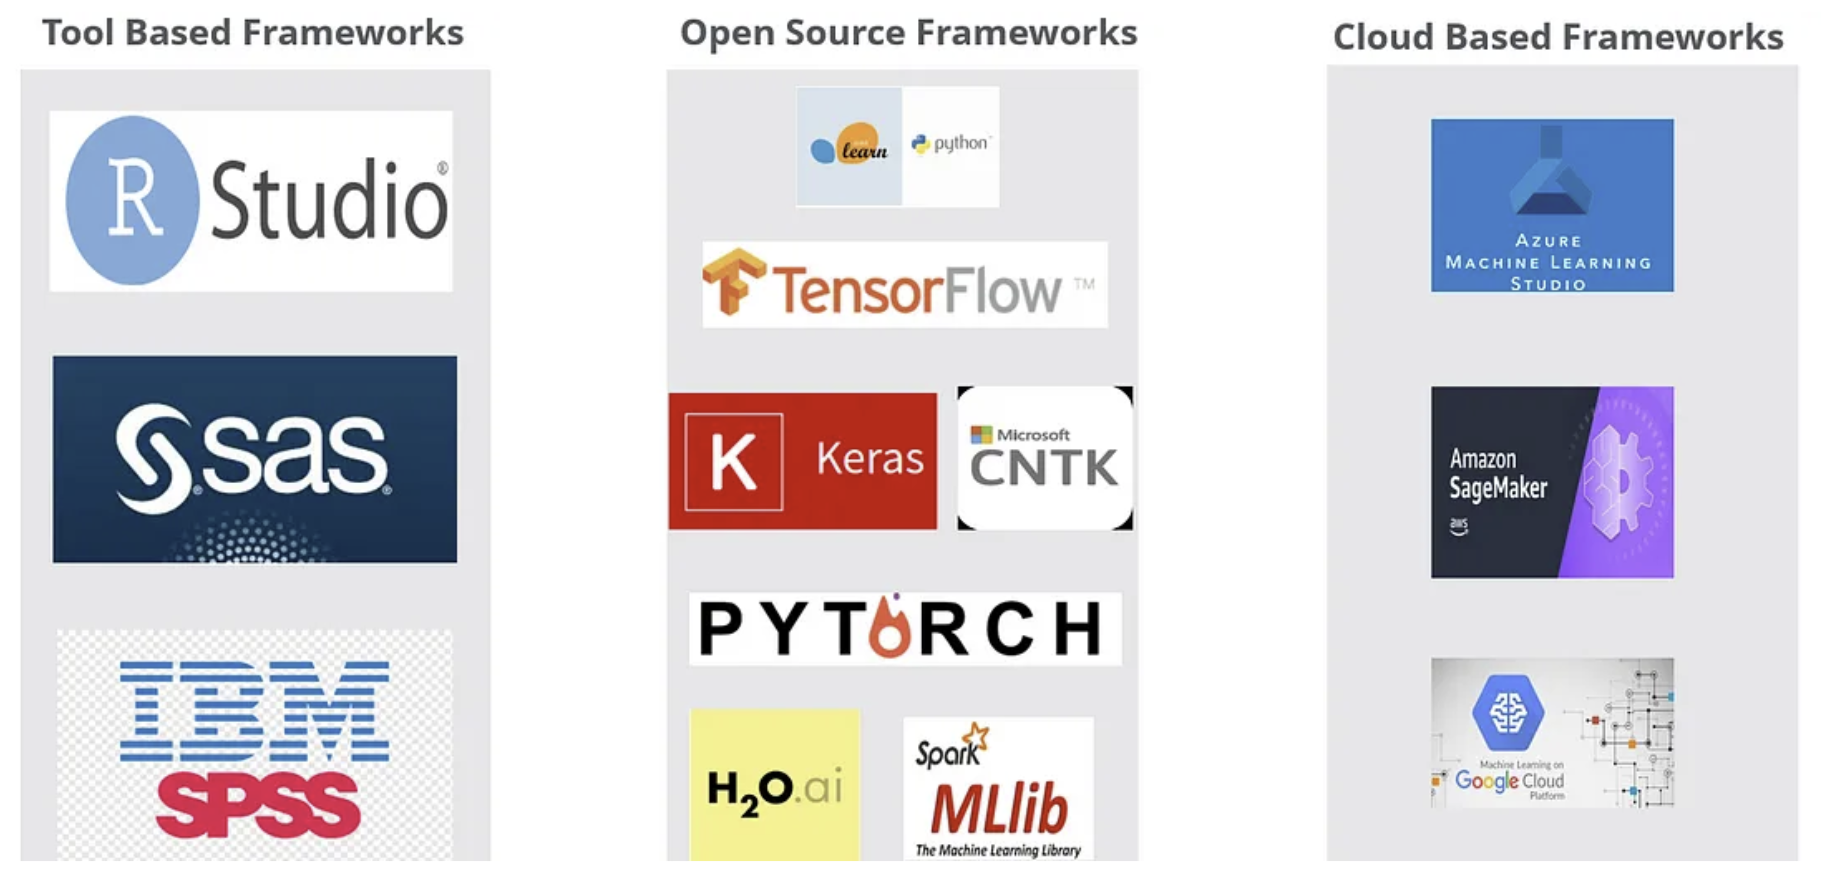 Tool Based Frameworks
R Studio®
S.sas®
IBM
SPSS
Open Source Frameworks
learn
python™
TensorFlow ™
K Keras
Microsoft
CNTK
PYTORCH
H2O.ai
Spark
MLlib
The Machine Learning Library
Cloud Based Frameworks
AZURE
MACHINE LEARNING
STUDIO
Amazon
SageMaker
aws
Machine Learning on
Google Cloud
Platform